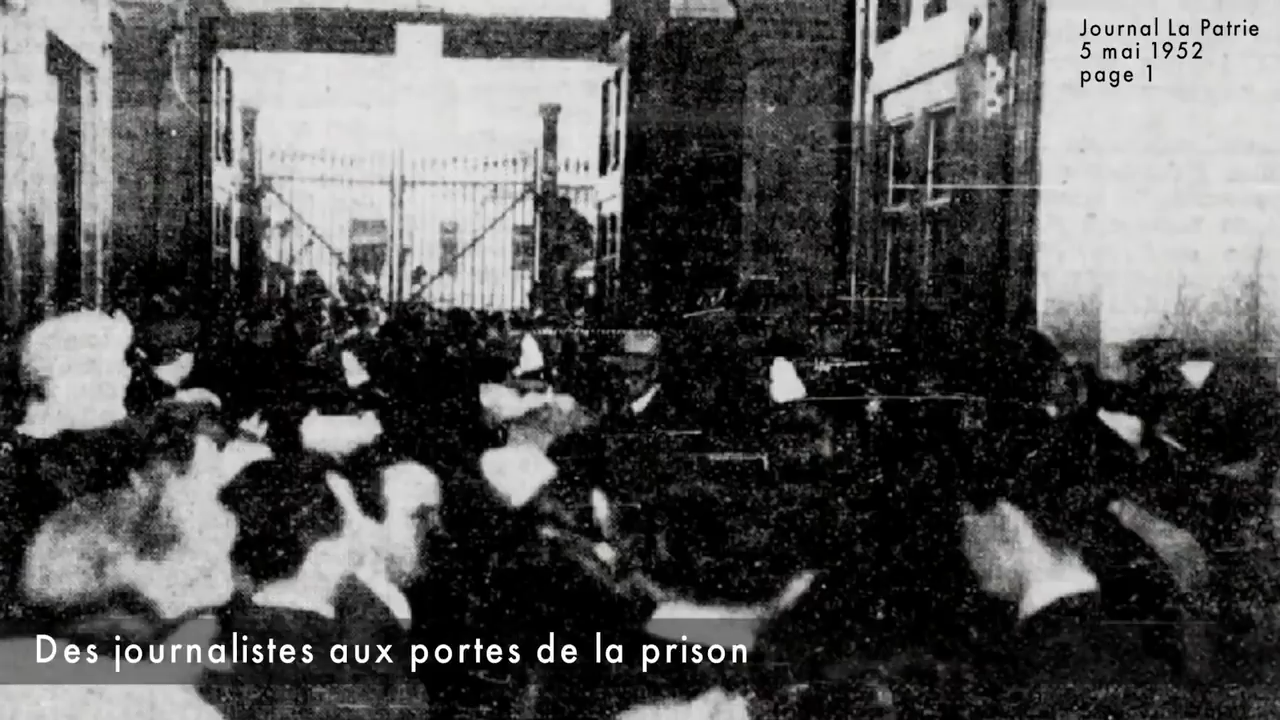 Journal La Patrie
5 mai 1952
page 1
Des journalistes aux portes de la prison